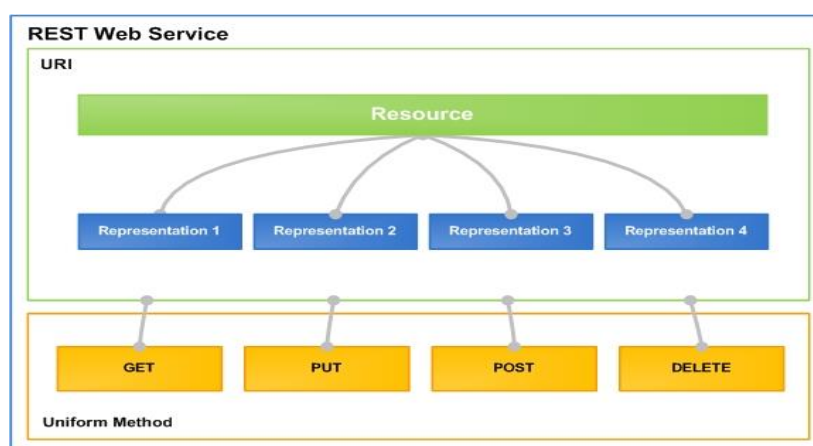 REST Web Service
URI
Resource
Representation 1
Representation 2
Representation 3
Representation 4
GET
PUT
POST
DELETE
Uniform Method